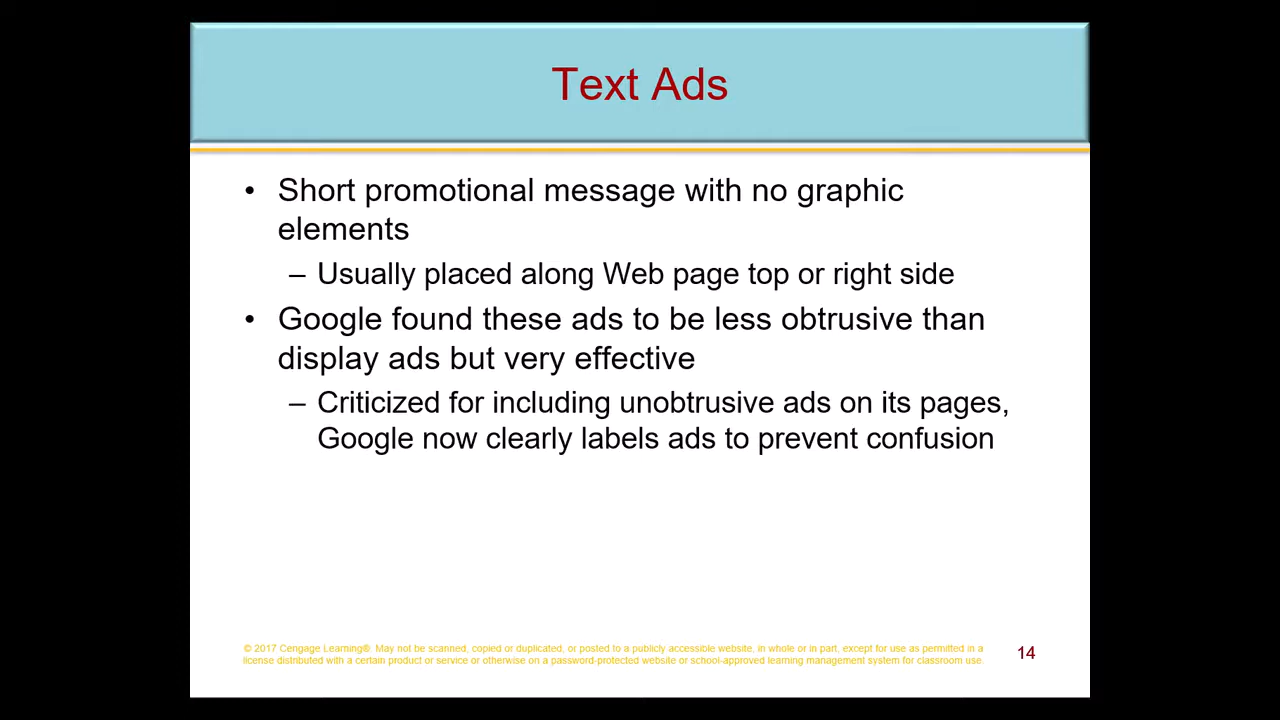 Text Ads
• Short promotional message with no graphic
elements
– Usually placed along Web page top or right side
• Google found these ads to be less obtrusive than
display ads but very effective
– Criticized for including unobtrusive ads on its pages,
Google now clearly labels ads to prevent confusion
© 2017 Cengage Learning® May not be scanned, copied or duplicated, or posted to a publicly accessible website, in whole or in part, except for use as permitted in a
license distributed with a certain product or service or otherwise on a password-protected website or school-approved learning management system for classroom use.
14